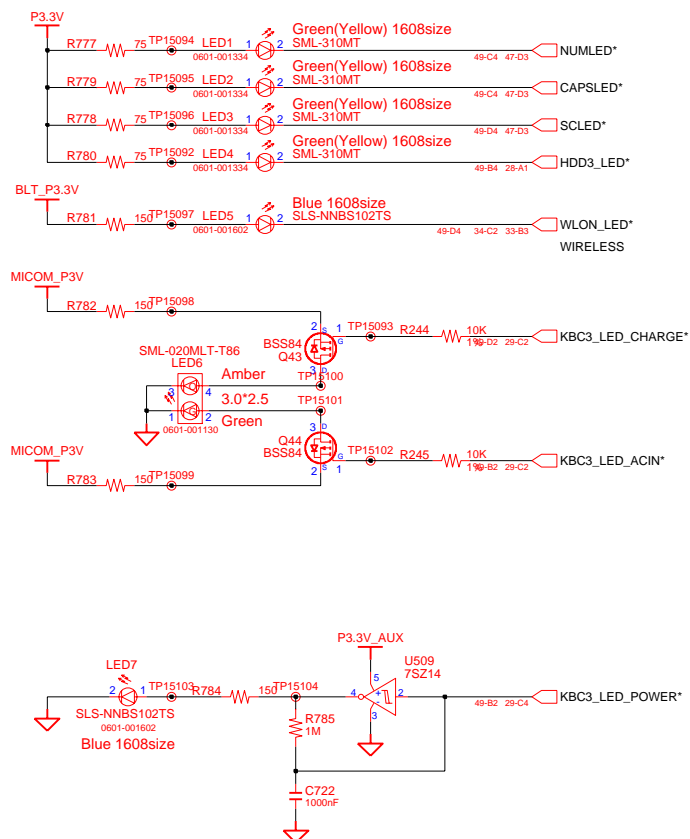 P3.3V
R777 75 TP15094 LED1 1 2 Green(Yellow) 1608size
SML-310MT
0601-001334 49-C4 47-D3 NUMLED*
R779 75 TP15095 LED2 1 2 Green(Yellow) 1608size
SML-310MT
0601-001334 49-C4 47-D3 CAPSLED*
R778 75 TP15096 LED3 1 2 Green(Yellow) 1608size
SML-310MT
0601-001334 49-D4 47-D3 SCLED*
R780 75 TP15092 LED4 1 2 Green(Yellow) 1608size
SML-310MT
0601-001334 49-B4 28-A1 HDD3_LED*
BLT_P3.3V
R781 150 TP15097 LED5 1 2 Blue 1608size
SLS-NNBS102TS
0601-001602 49-D4 34-C2 33-B3 WLON_LED*
WIRELESS
MICOM_P3V
R782 150 TP15098
2 S 1 G TP15093 R244 10K
BSS84
Q43
1% 49-D2 29-C2 KBC3_LED_CHARGE*
3 D
SML-020MLT-T86
LED6
TP15100
3 4 Amber
3.0*2.5
TP15101
1 2 Green
0601-001130
3 D
Q44
BSS84
G 1 TP15102 R245 10K
1% 49-B2 29-C2 KBC3_LED_ACIN*
2 S
MICOM_P3V
R783 150 TP15099
P3.3V_AUX
U509
7SZ14
5
LED7
2 1 TP15103 R784 150 TP15104 4 + - 2
49-B2 29-C4 KBC3_LED_POWER*
3
SLS-NNBS102TS
0601-001602
Blue 1608size
R785
1M
C722
1000nF